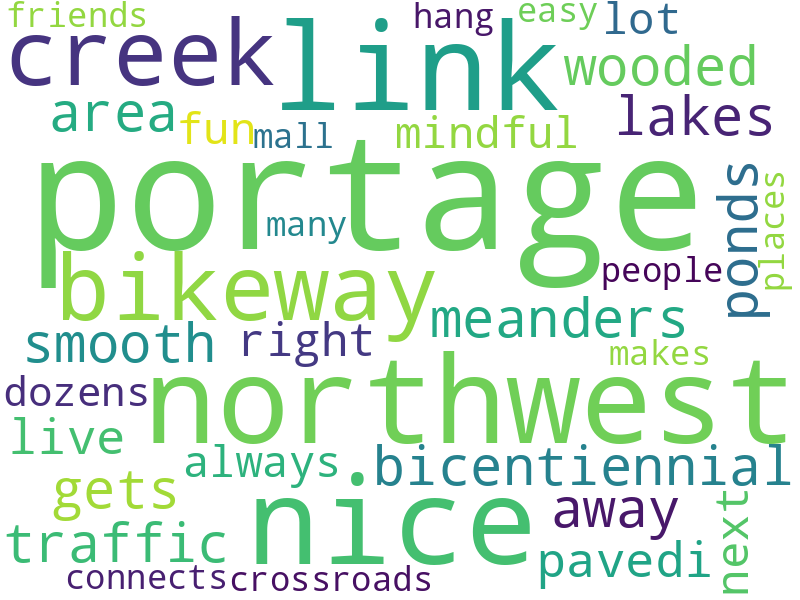 friends
hang
easy
lot
creek
link
wooded
area
fun
mall
mindful
lakes
portage
many
ponds
places
people
bikeway
meanders
smooth
right
makes
dozens
northwest
live
always
bicentiennial
gets
nice
away
next
traffic
pavedi
connects
crossroads